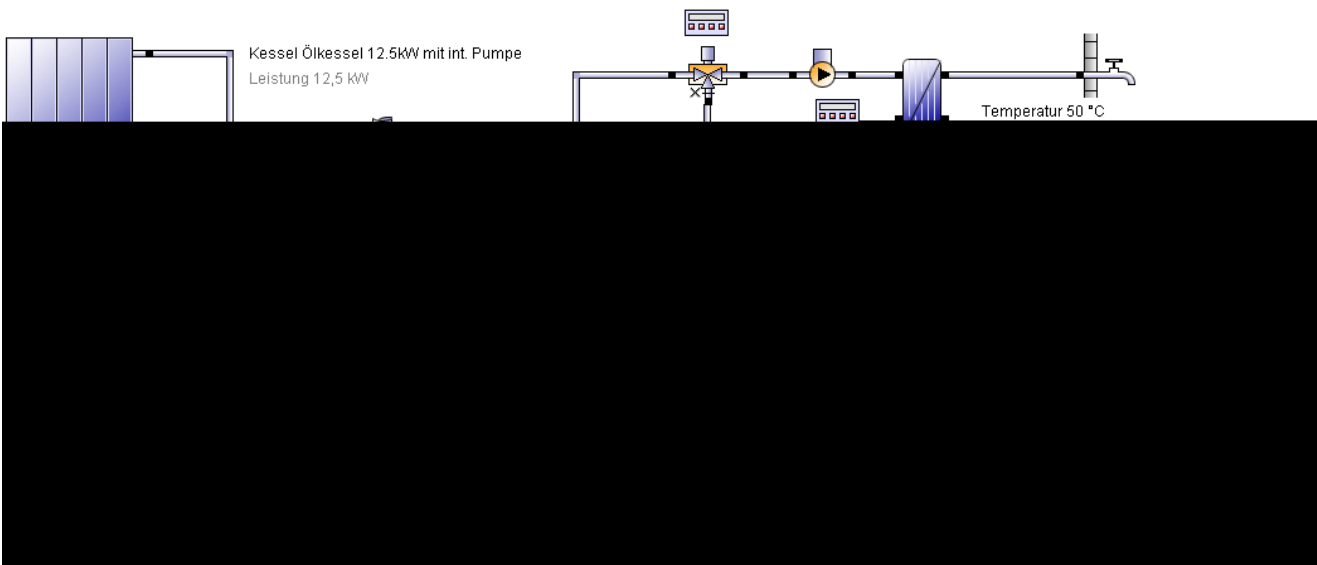 Kessel Ölkessel 12.5kW mit int. Pumpe
Leistung 12,5 kW
Temperatur 50 °C